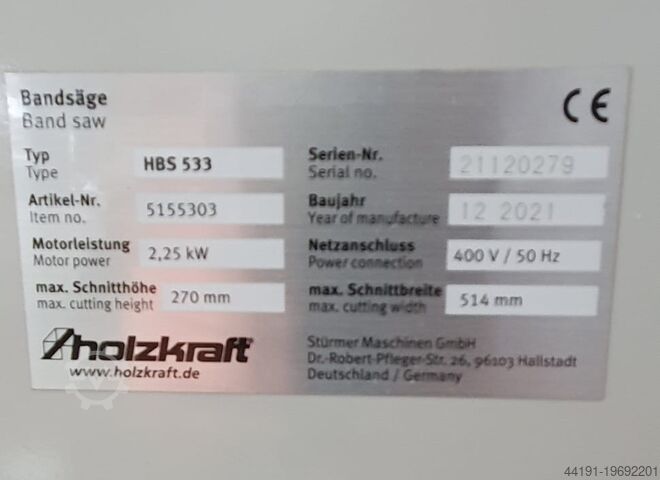 Bandsäge
Band saw
CE
Typ
Type
HBS 533
Serien-Nr.
Serial no.
21120279
Artikel-Nr.
Item no.
5155303
Baujahr
Year of manufacture
12 2021
Motorleistung
Motor power
2,25 kW
Netzanschluss
Power connection
400 V / 50 Hz
max. Schnitthöhe
max. cutting height
270 mm
max. Schnittbreite
max. cutting width
514 mm
holzkraft®
www.holzkraft.de
Stürmer Maschinen GmbH
Dr.-Robert-Pfleger-Str. 26, 96103 Hallstadt
Deutschland / Germany
44191-19692201